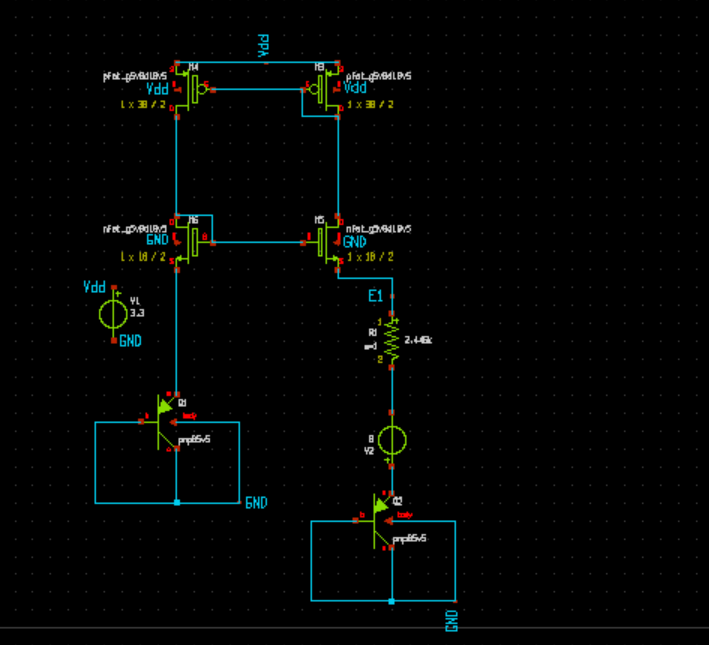 Vdd
M4
M3
pfet_g5v0d10v5
pfet_g5v0d10v5
Vdd
Vdd
1 x 30 / 2
1 x 30 / 2
M6
M5
nfet_g5v0d10v5
nfet_g5v0d10v5
GND
GND
1 x 10 / 2
1 x 10 / 2
Vdd
V1
3.3
GND
E1
R1
m=1
1
2
Q1
body
pnp05v5
GND
0
V2
Q2
body
pnp05v5
GND